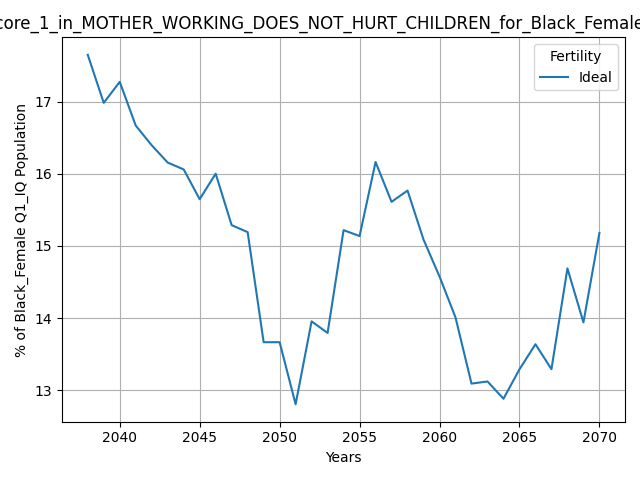 core_1_in_MOTHER_WORKING_DOES_NOT_HURT_CHILDREN_for_Black_Female
Fertility
Ideal
% of Black_Female Q1_IQ Population
17
16
15
14
13
2040 2045 2050 2055 2060 2065 2070
Years